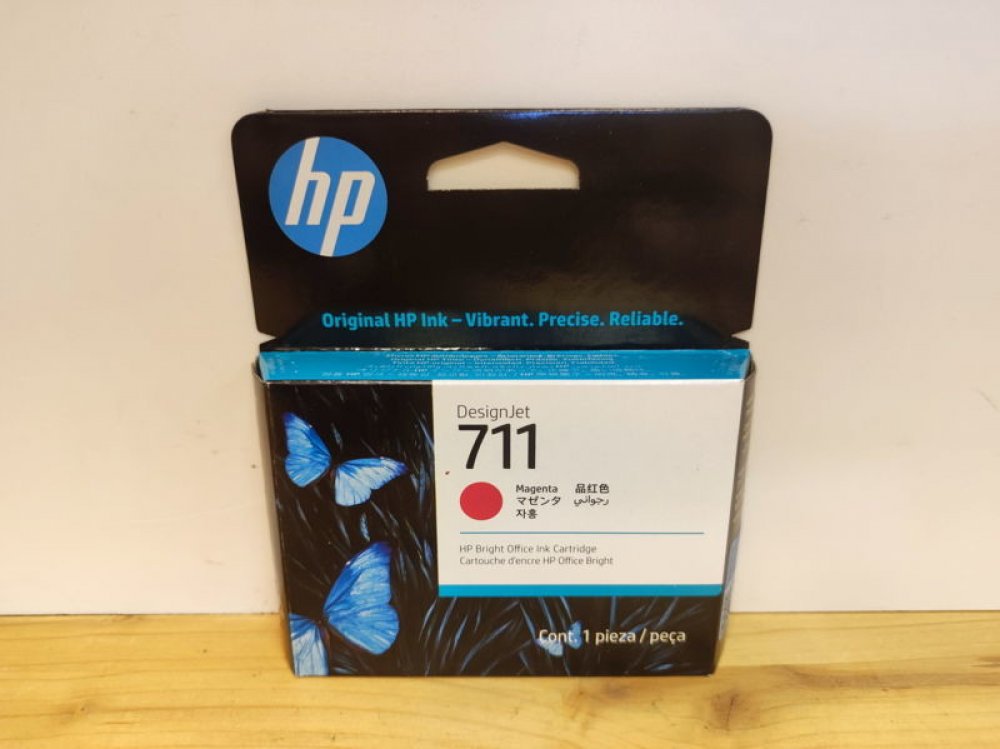 hp
Original HP Ink – Vibrant. Precise. Reliable.
DesignJet
711
Magenta 品红色
マゼンタ رجواني
자홍
HP Bright Office Ink Cartridge
Cartouche d'encre HP Office Bright
Cont. 1 pieza / peça